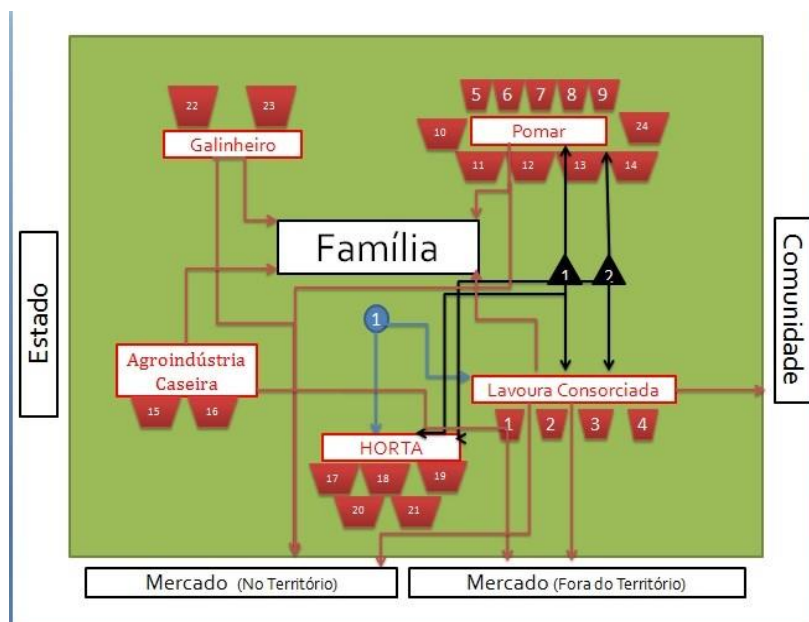 5 6 7 8 9
22 23
10 Pomar 24
Galinheiro
11 12 13 14
Família
Estado
Comunidade
1 2
1
Agroindústria
Caseira
Lavoura Consorciada
15 16
1 2 3 4
HORTA
17 18 19
20 21
Mercado (No Território)
Mercado (Fora do Território)